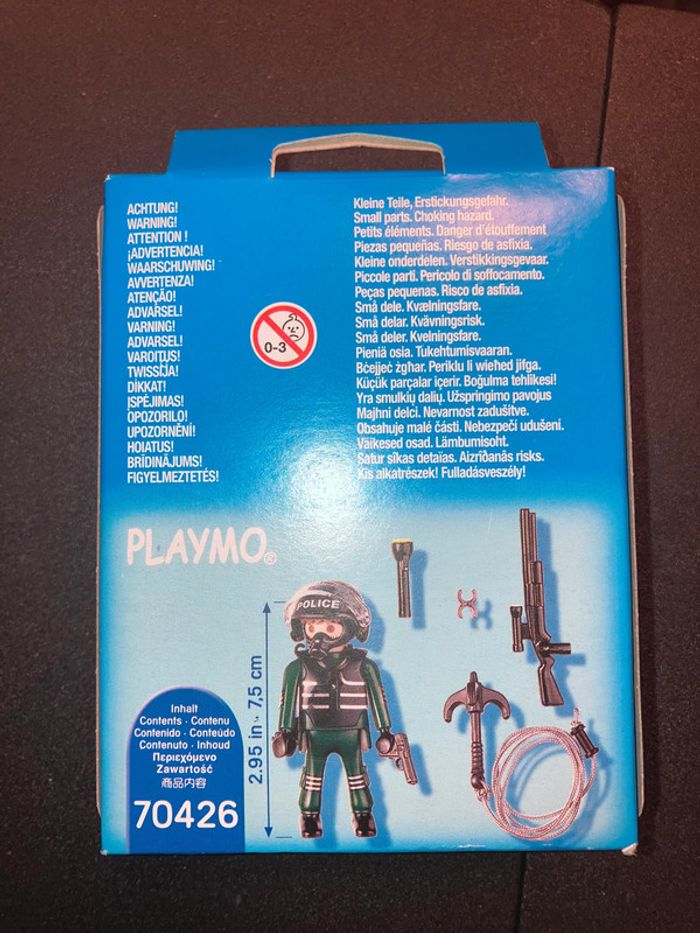 ACHTUNG!
WARNING!
ATTENTION !
¡ADVERTENCIA!
WAARSCHUWING!
AVVERTENZA!
ATENÇÃO!
ADVARSEL!
VARNING!
ADVARSEL!
VAROITUS!
TWISSIJA!
DİKKAT!
ĮSPĖJIMAS!
OPOZORILO!
UPOZORNĚNÍ!
HOIATUS!
BRĪDINĀJUMS!
FIGYELMEZTETÉS!
0-3
Kleine Teile, Erstickungsgefahr.
Small parts. Choking hazard.
Petits éléments. Danger d'étouffement
Piezas pequeñas. Riesgo de asfixia.
Kleine onderdelen. Verstikkingsgevaar.
Piccole parti. Pericolo di soffocamento.
Peças pequenas. Risco de asfixia.
Små dele. Kvælningsfare.
Små delar. Kvävningsrisk.
Små deler. Kvelningsfare.
Pieniä osia. Tukehtumisvaaran.
Bċejjeċ żgħar. Periklu li wieħed jifga.
Küçük parçalar içerir. Boğulma tehlikesi!
Yra smulkių dalių. Užspringimo pavojus
Majhni delci. Nevarnost zadušitve.
Obsahuje malé části. Nebezpečí udušení.
Väikesed osad. Lämbumisoht.
Satur sīkas detaļas. Aizrīšanās risks.
Kis alkatrészek! Fulladásveszély!
PLAYMO®
POLICE
2.95 in - 7,5 cm
Inhalt
Contents · Contenu
Contenido · Conteúdo
Contenuto · Inhoud
Περιεχόμενο
Zawartość
商品内容
70426